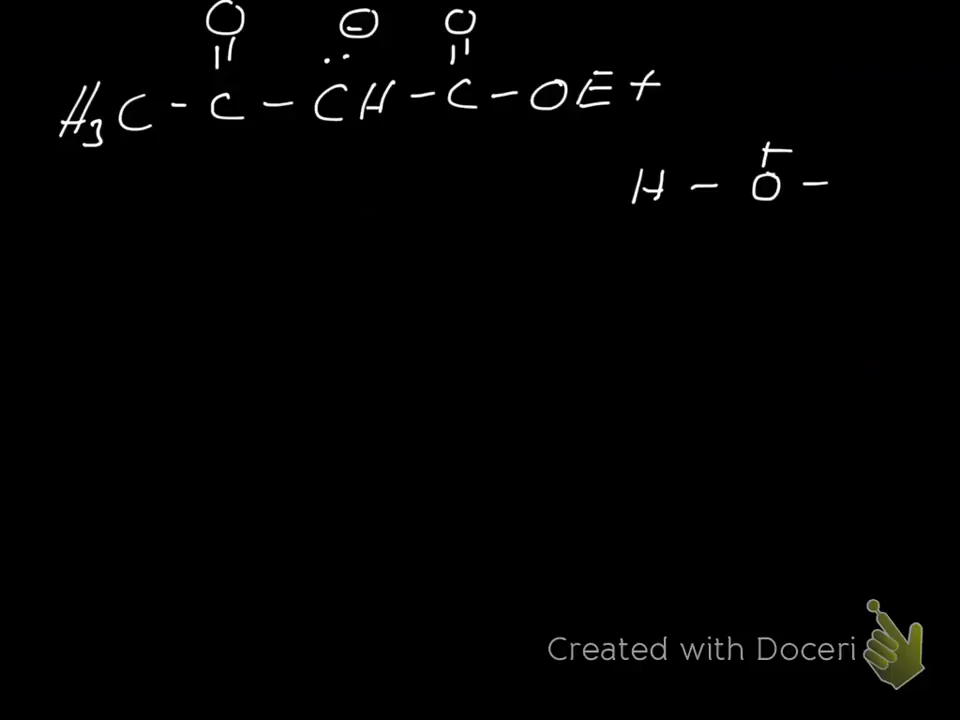 O ⊖ O
|| ·· ||
H₃C - C - CH - C - OEt
H - O⁺ -
Created with Doceri